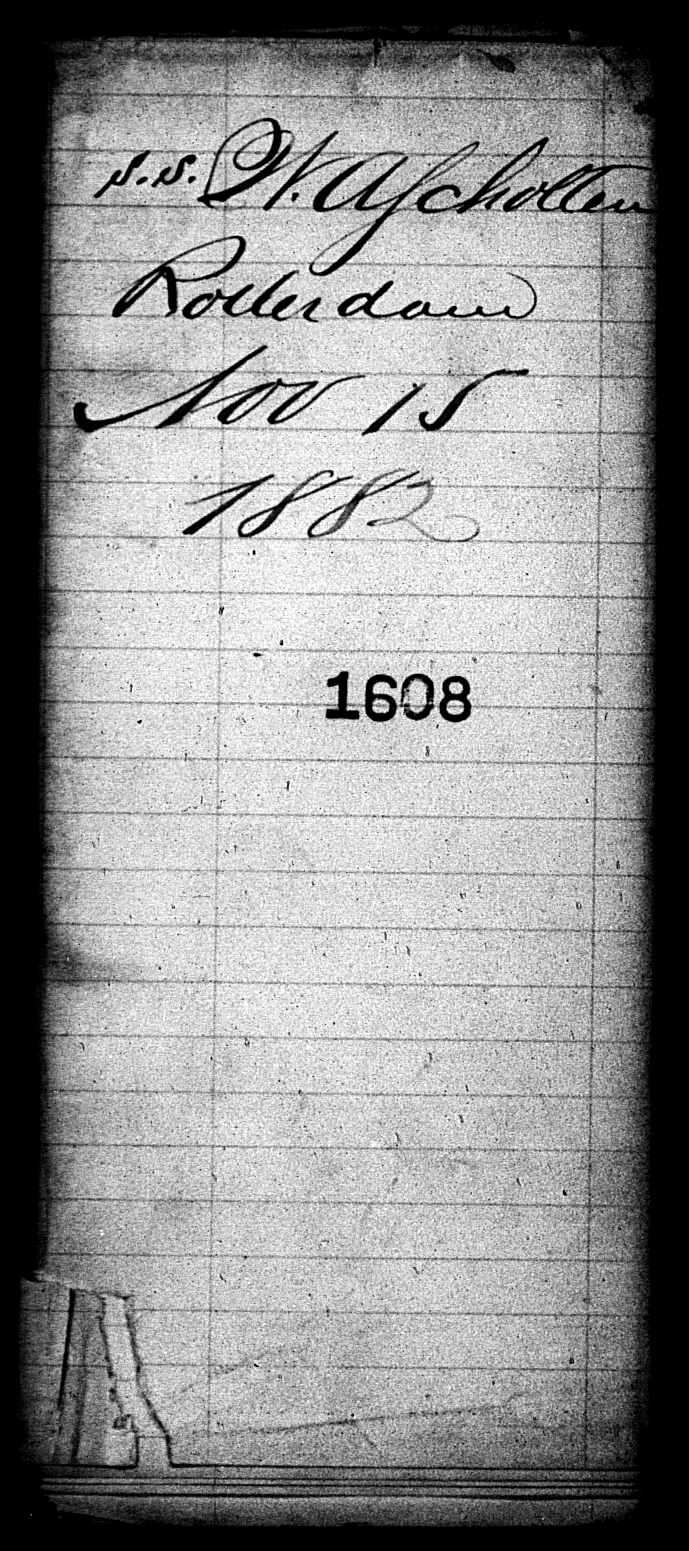 s.s. W. A. Scholten
Rotterdam
Nov 15
1882
1608